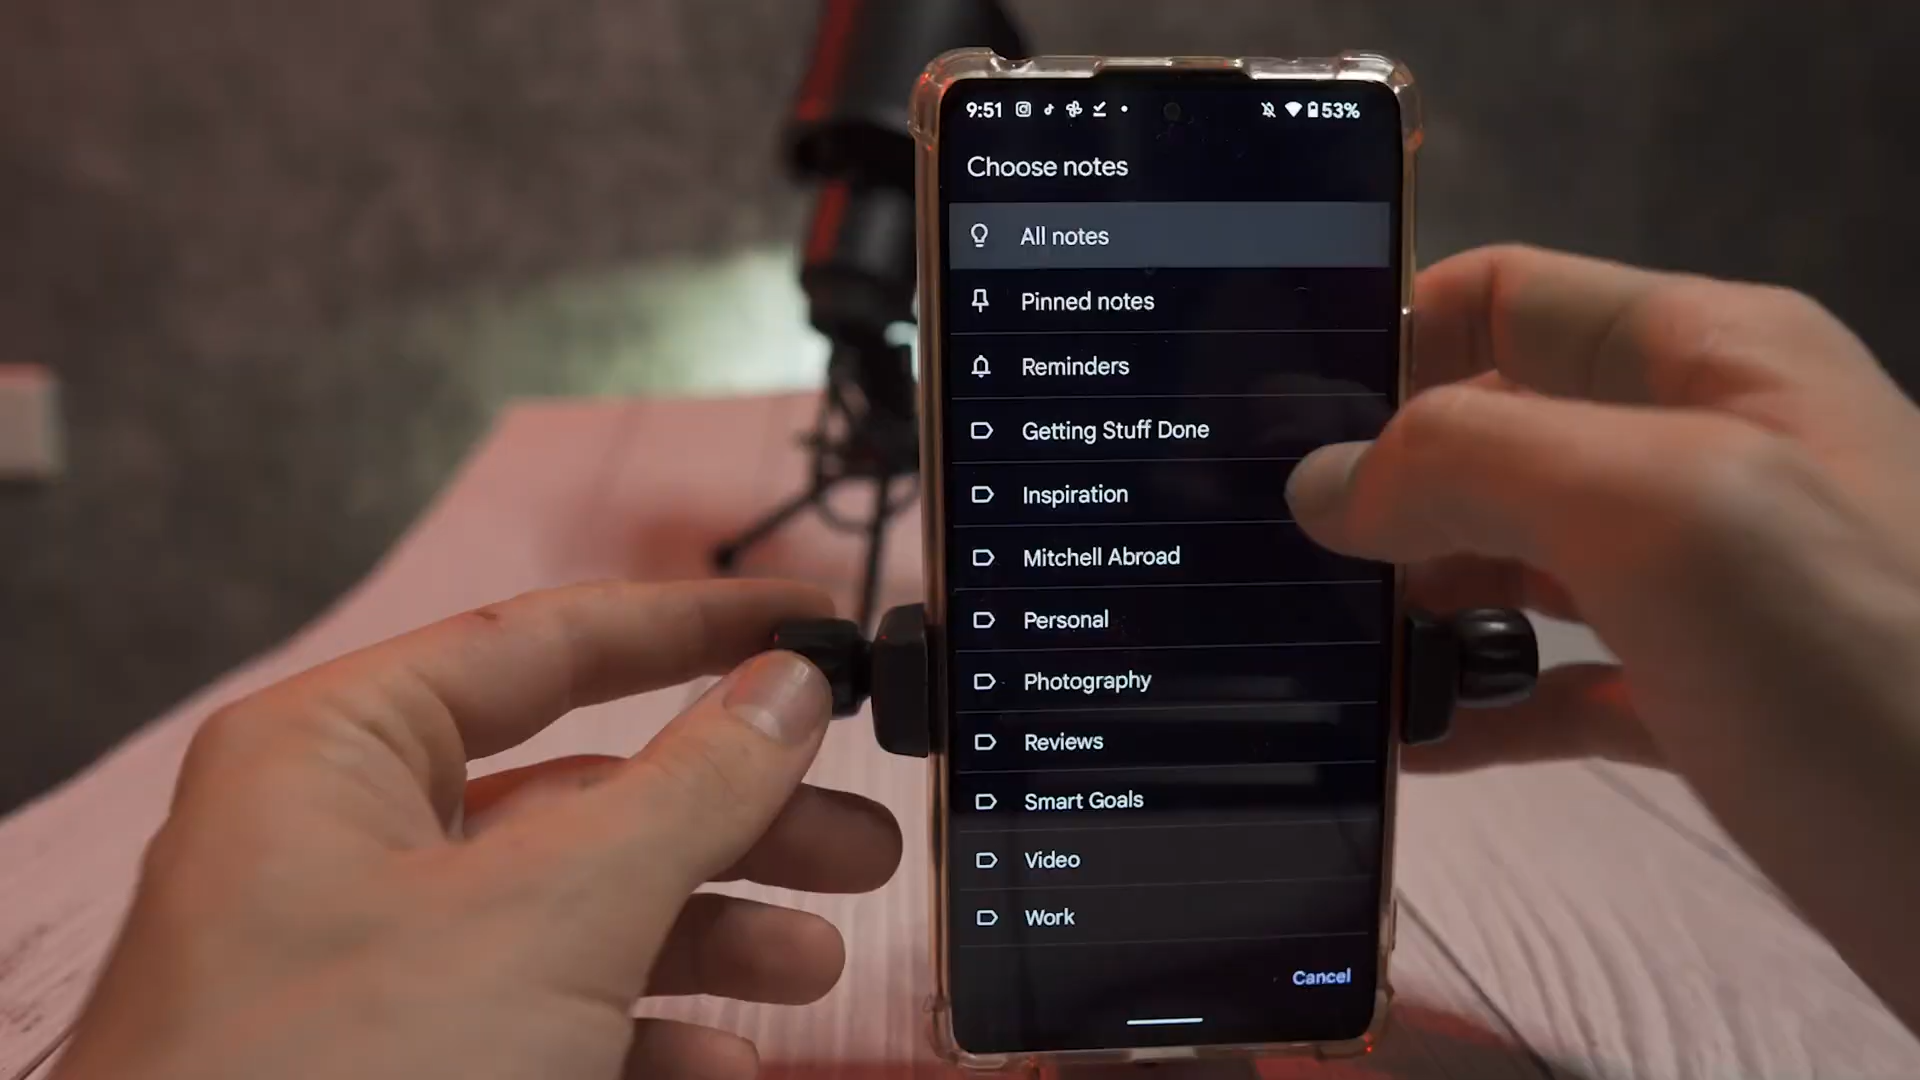 9:51 53%
Choose notes
All notes
Pinned notes
Reminders
Getting Stuff Done
Inspiration
Mitchell Abroad
Personal
Photography
Reviews
Smart Goals
Video
Work
Cancel